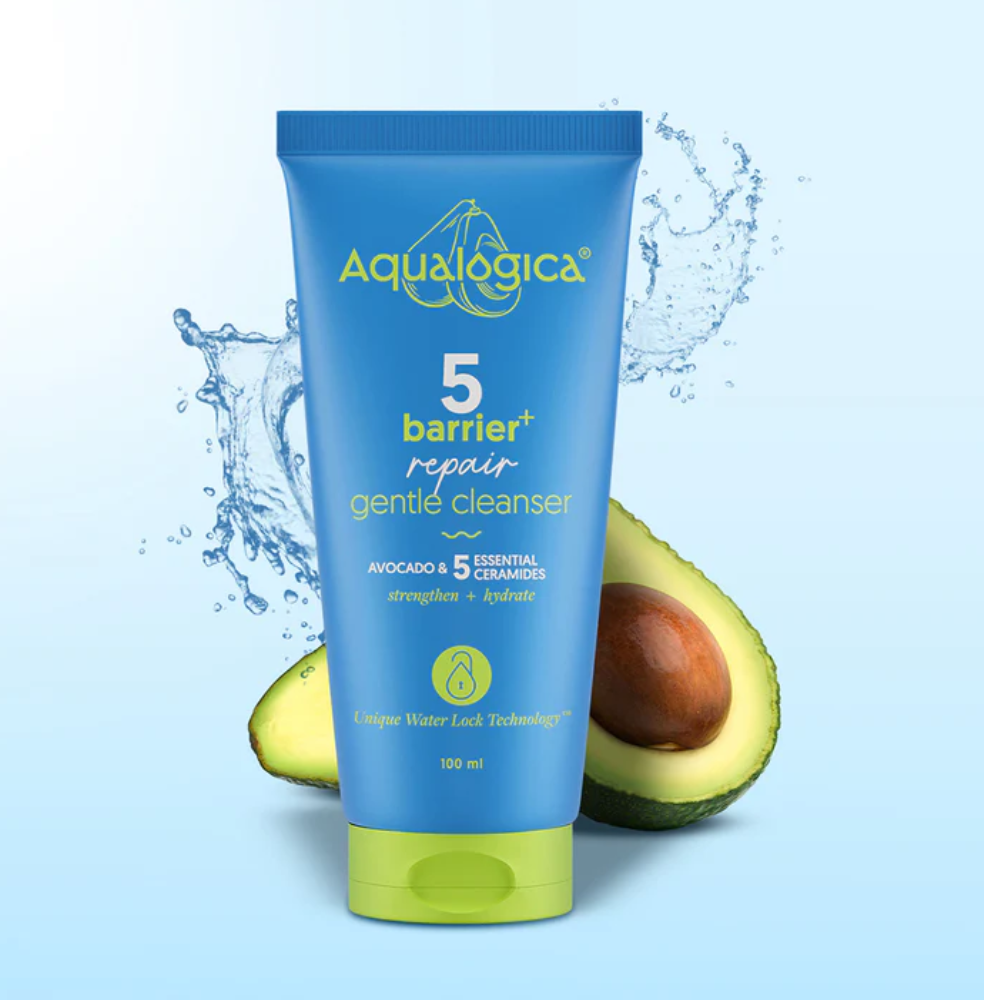 Aqualogica®
5
barrier+
repair
gentle cleanser
AVOCADO & 5 ESSENTIAL CERAMIDES
strengthen + hydrate
Unique Water Lock Technology™
100 ml